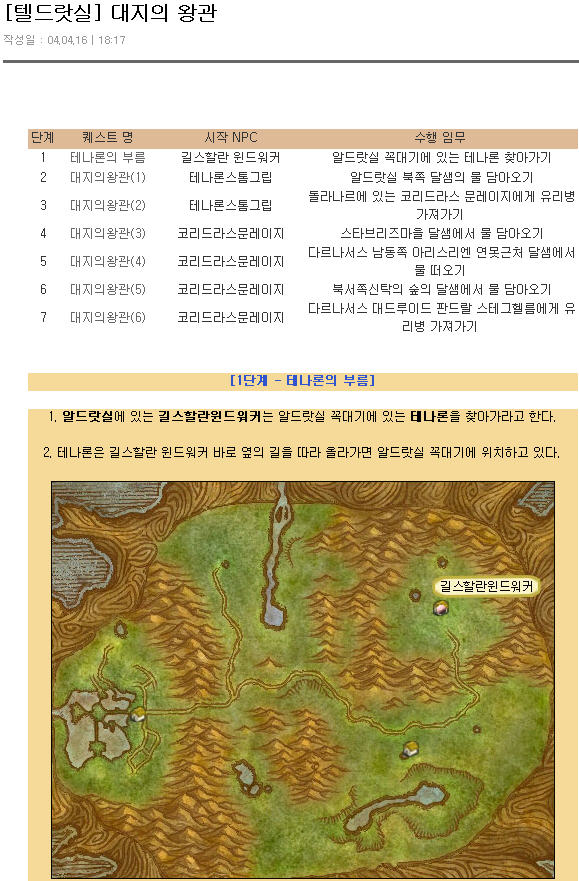 [텔드랏실] 대지의 왕관
작성일 : 04.04.16 | 18:17
단계 퀘스트 명 시작 NPC 수행 임무
1 테나론의 부름 길스할란 윈드워커 알드랏실 꼭대기에 있는 테나론 찾아가기
2 대지의왕관(1) 테나론스톰그립 알드랏실 북쪽 달샘의 물 담아오기
3 대지의왕관(2) 테나론스톰그립 돌라나르에 있는 코리드라스 문레이지에게 유리병
가져가기
4 대지의왕관(3) 코리드라스문레이지 스타브리즈마을 달샘에서 물 담아오기
5 대지의왕관(4) 코리드라스문레이지 다르나서스 남동쪽 아리스리엔 연못근처 달샘에서
물 떠오기
6 대지의왕관(5) 코리드라스문레이지 북서쪽신탁의 숲의 달샘에서 물 담아오기
7 대지의왕관(6) 코리드라스문레이지 다르나서스 대드루이드 판드랄 스테그헬름에게 유
리병 가져가기
[1단계 - 테나론의 부름]
1. 알드랏실에 있는 길스할란윈드워커는 알드랏실 꼭대기에 있는 테나론을 찾아가라고 한다.
2. 테나론은 길스할란 윈드워커 바로 옆의 길을 따라 올라가면 알드랏실 꼭대기에 위치하고 있다.
길스할란윈드워커